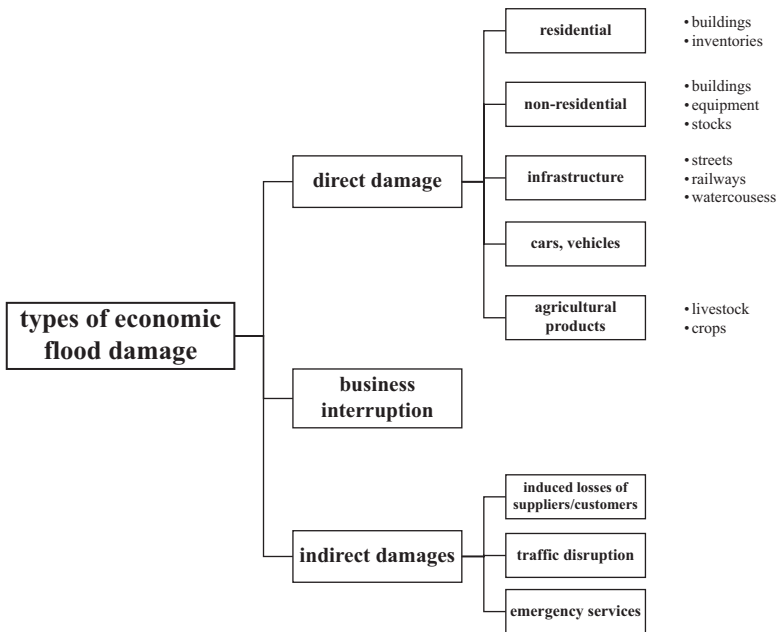 types of economic
flood damage
direct damage
residential
• buildings
• inventories
non-residential
• buildings
• equipment
• stocks
infrastructure
• streets
• railways
• watercousess
cars, vehicles
agricultural
products
• livestock
• crops
business
interruption
indirect damages
induced losses of
suppliers/customers
traffic disruption
emergency services